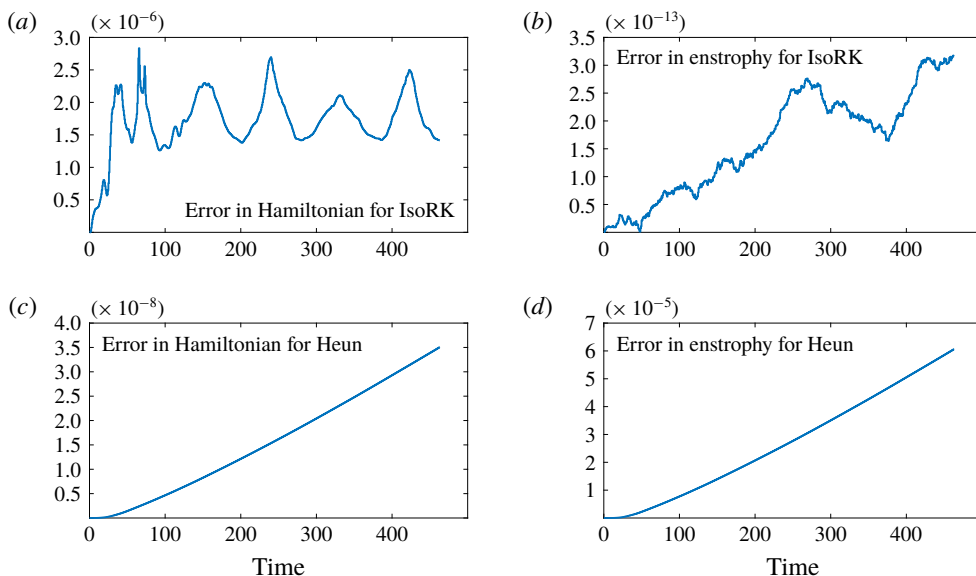 (a) (× 10⁻⁶)
3.0
2.5
2.0
1.5
1.0
0.5
Error in Hamiltonian for IsoRK
0 100 200 300 400
(b) (× 10⁻¹³)
Error in enstrophy for IsoRK
3.0
2.5
2.0
1.5
1.0
0.5
0 100 200 300 400
(c) (× 10⁻⁸)
4.0
Error in Hamiltonian for Heun
3.5
3.0
2.5
2.0
1.5
1.0
0.5
0 100 200 300 400
Time
(d) (× 10⁻⁵)
7
Error in enstrophy for Heun
6
5
4
3
2
1
0 100 200 300 400
Time